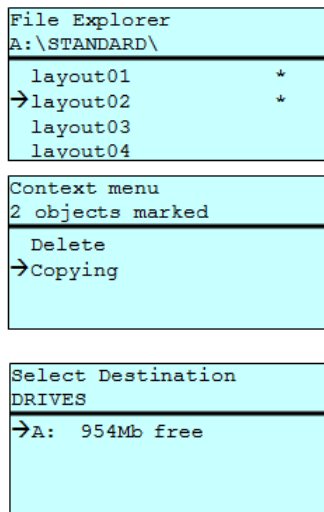 File Explorer
A:\STANDARD\
layout01 *
→layout02 *
layout03
layout04
Context menu
2 objects marked
Delete
→Copying
Select Destination
DRIVES
→A: 954Mb free